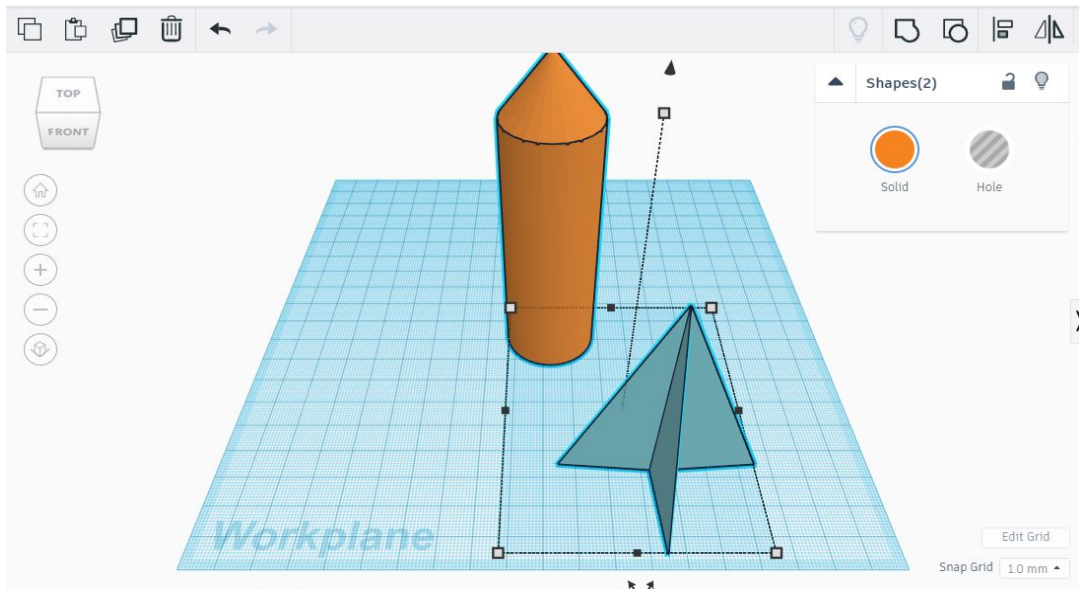 TOP
FRONT
Shapes(2)
Solid
Hole
Workplane
Edit Grid
Snap Grid 1.0 mm